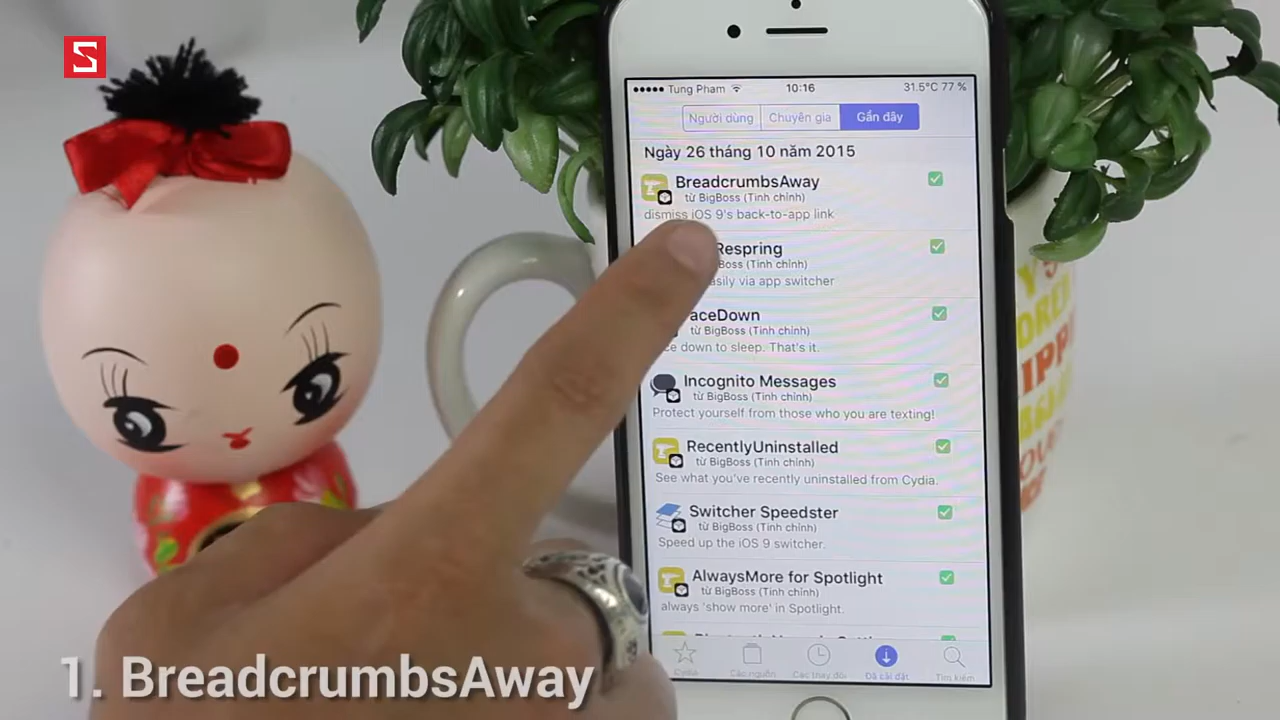 S
Tung Pham 10:16 31.5°C 77 %
Người dùng Chuyên gia Gần đây
Ngày 26 tháng 10 năm 2015
BreadcrumbsAway
từ BigBoss (Tinh chỉnh)
dismiss iOS 9's back-to-app link
Respring
Boss (Tinh chỉnh)
asily via app switcher
aceDown
từ BigBoss (Tinh chỉnh)
ce down to sleep. That's it.
Incognito Messages
từ BigBoss (Tinh chỉnh)
Protect yourself from those who you are texting!
RecentlyUninstalled
từ BigBoss (Tinh chỉnh)
See what you've recently uninstalled from Cydia.
Switcher Speedster
từ BigBoss (Tinh chỉnh)
Speed up the iOS 9 switcher.
AlwaysMore for Spotlight
từ BigBoss (Tinh chỉnh)
always 'show more' in Spotlight.
Cydia Các nguồn Các thay đổi Đã cài đặt Tìm kiếm
1. BreadcrumbsAway